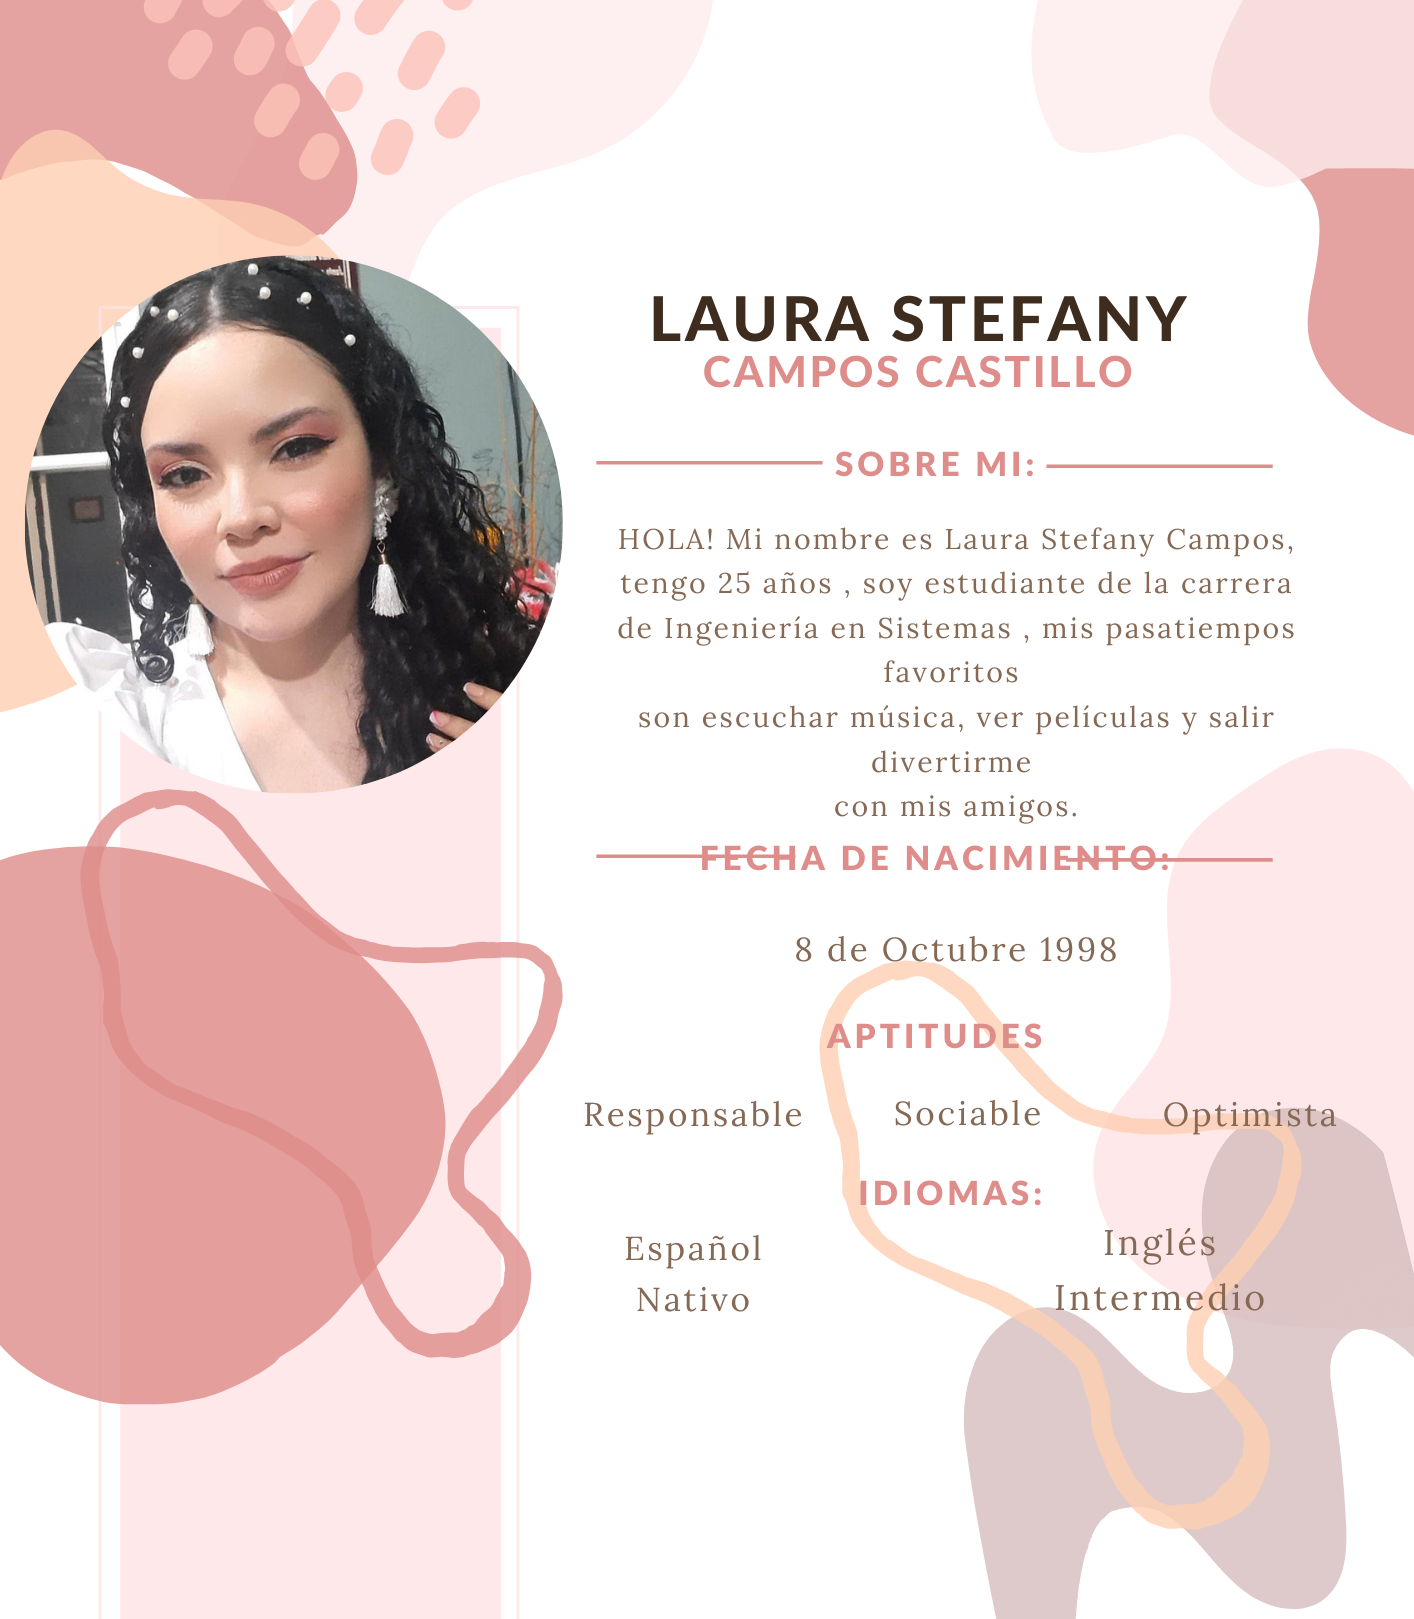 LAURA STEFANY
CAMPOS CASTILLO
SOBRE MI:
HOLA! Mi nombre es Laura Stefany Campos,
tengo 25 años , soy estudiante de la carrera
de Ingeniería en Sistemas , mis pasatiempos
favoritos
son escuchar música, ver películas y salir
divertirme
con mis amigos.
FECHA DE NACIMIENTO:
8 de Octubre 1998
APTITUDES
Responsable Sociable Optimista
IDIOMAS:
Español Inglés
Nativo Intermedio